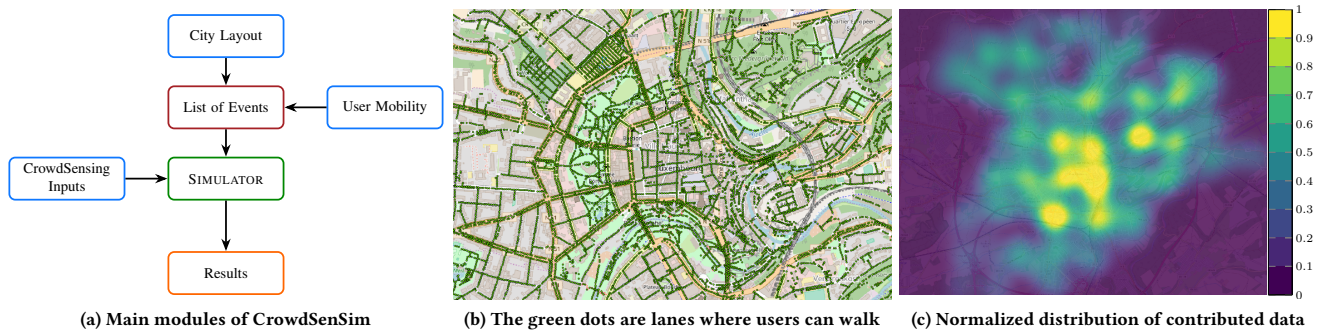 City Layout
List of Events
User Mobility
CrowdSensing
Inputs
SIMULATOR
Results
(a) Main modules of CrowdSenSim
N 51
(b) The green dots are lanes where users can walk
1
0.9
0.8
0.7
0.6
0.5
0.4
0.3
0.2
0.1
0
(c) Normalized distribution of contributed data